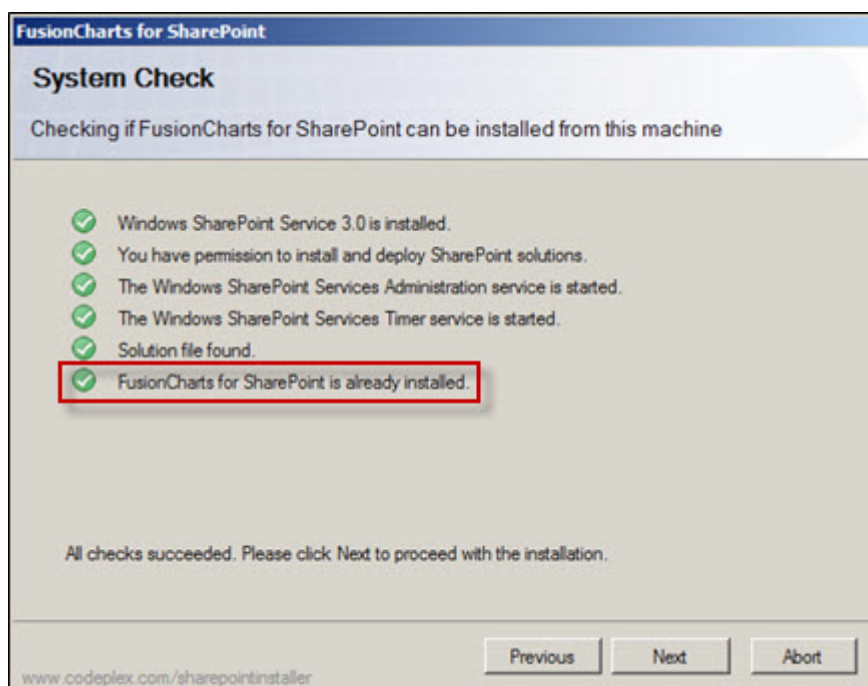 FusionCharts for SharePoint
System Check
Checking if FusionCharts for SharePoint can be installed from this machine
Windows SharePoint Service 3.0 is installed.
You have permission to install and deploy SharePoint solutions.
The Windows SharePoint Services Administration service is started.
The Windows SharePoint Services Timer service is started.
Solution file found.
FusionCharts for SharePoint is already installed.
All checks succeeded. Please click Next to proceed with the installation.
Previous Next Abort
www.codeplex.com/sharepointinstaller